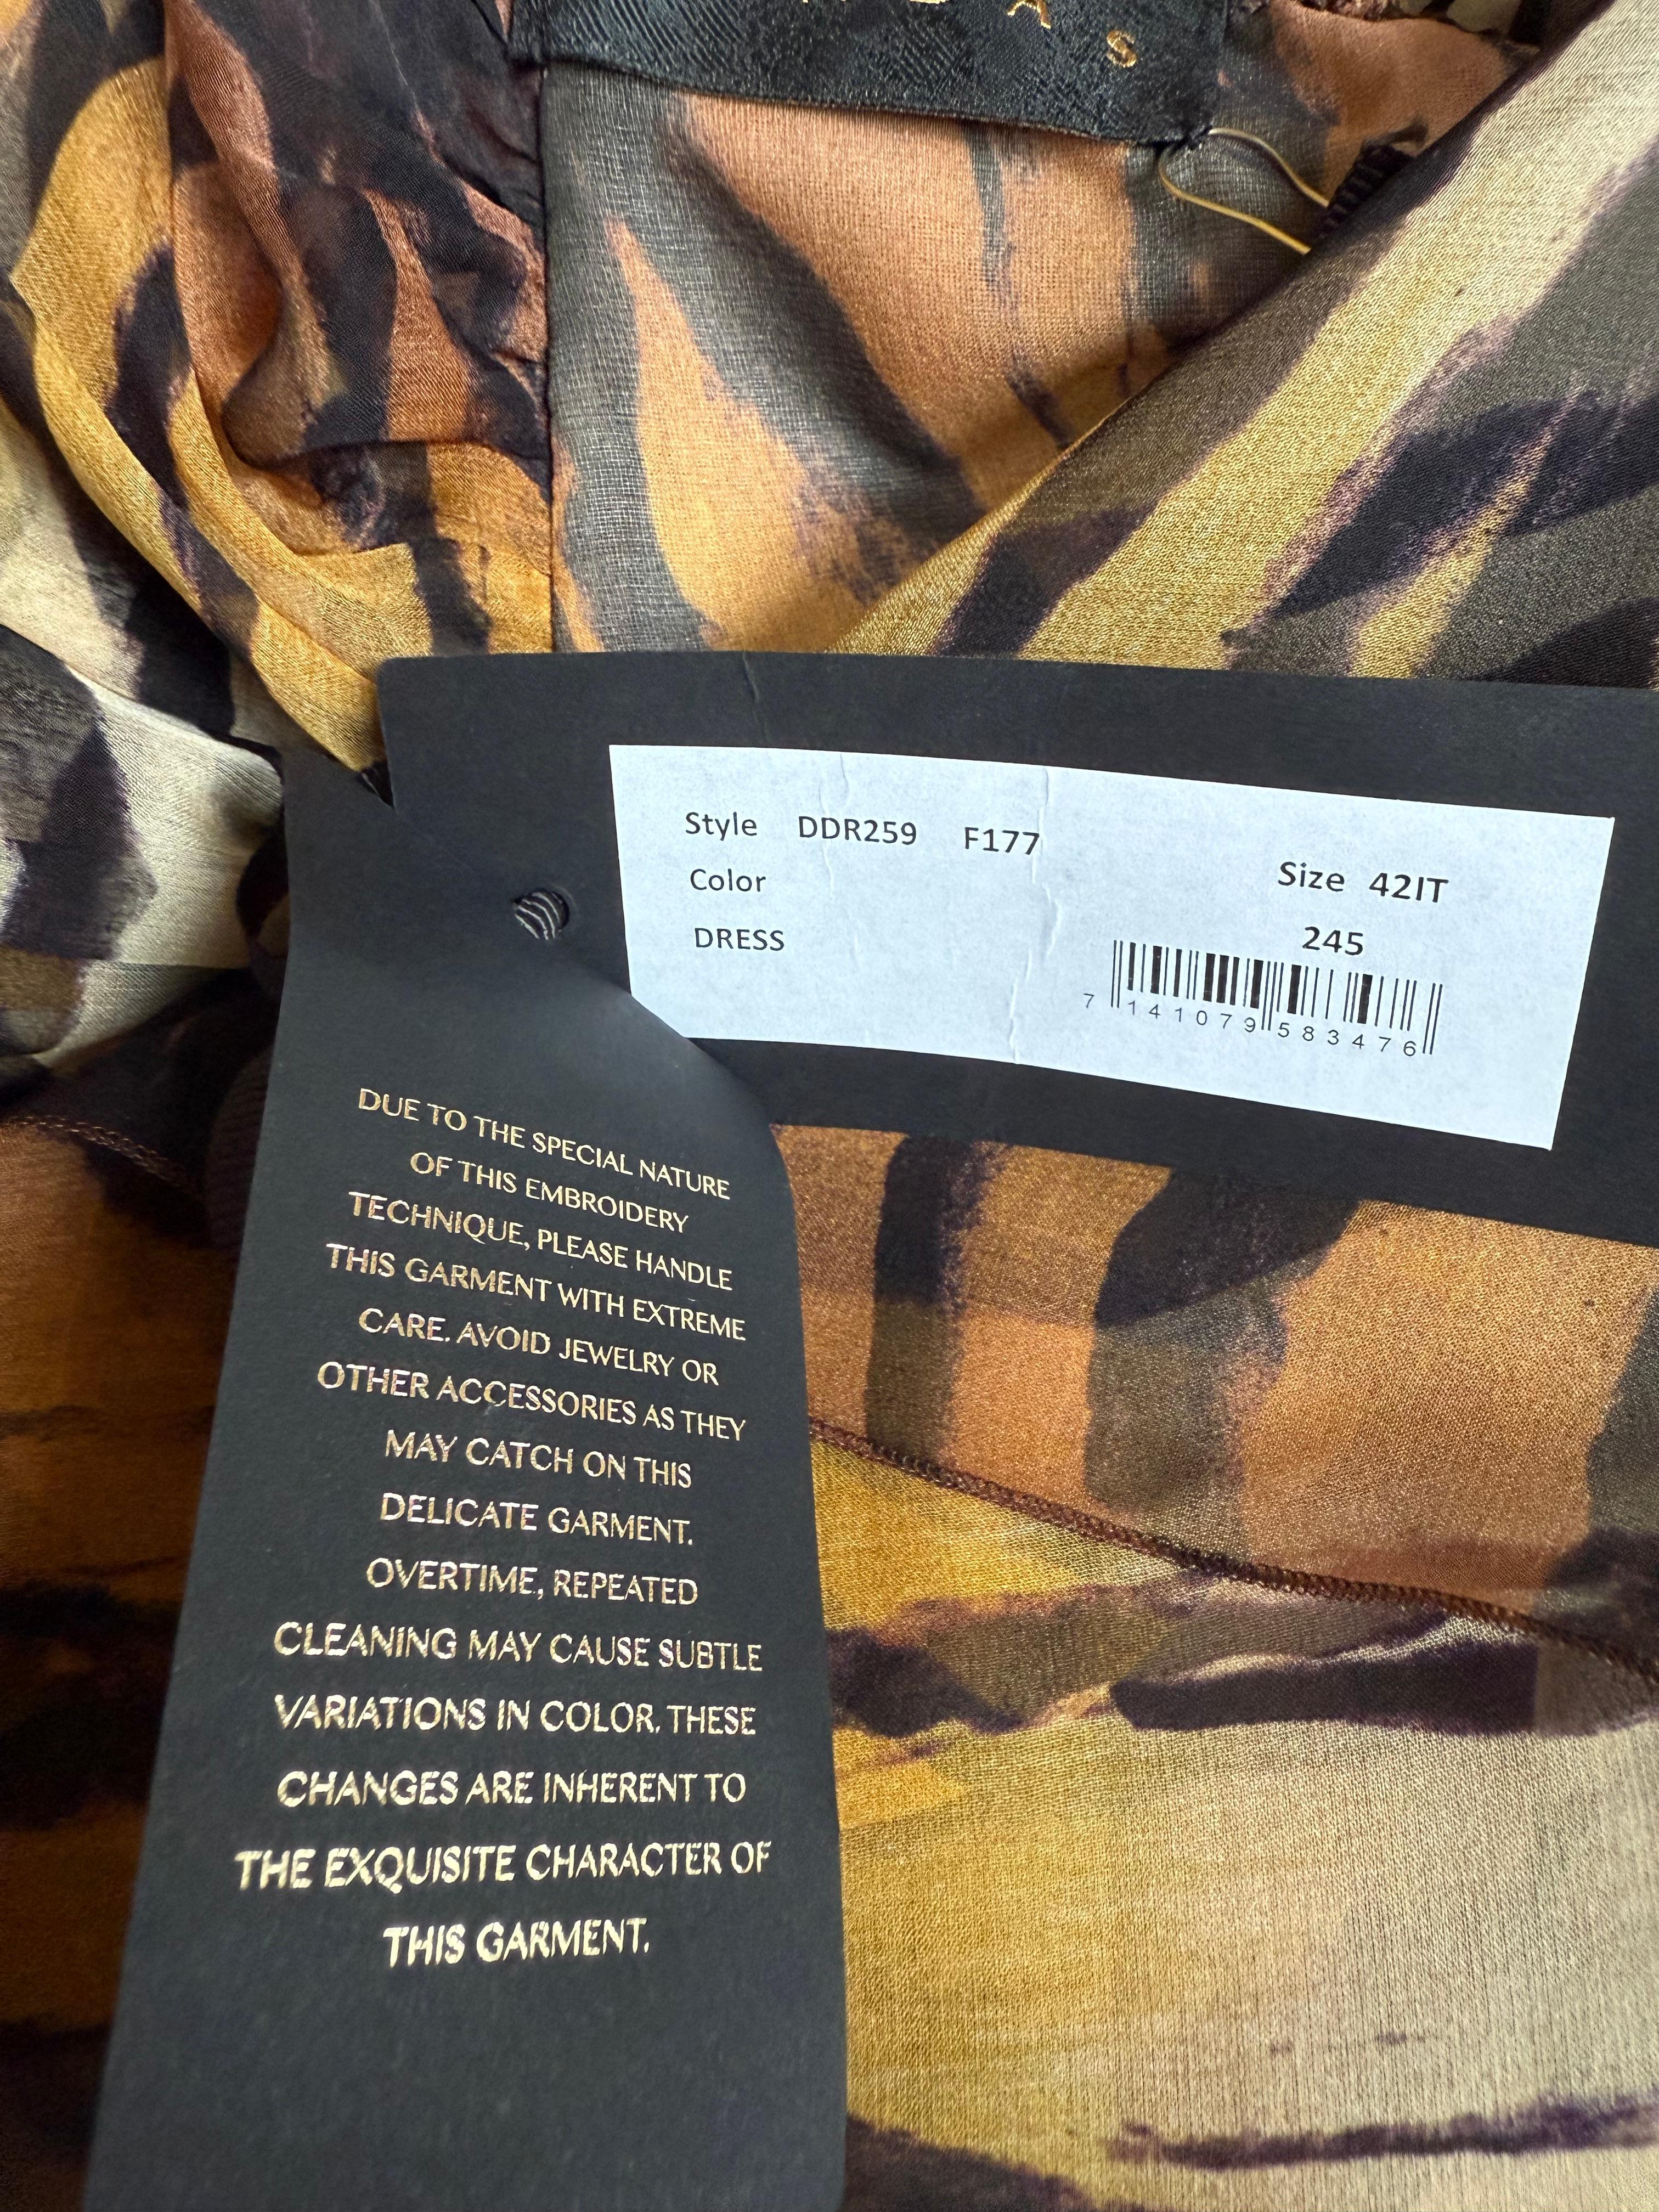 Style DDR259 F177
Color
DRESS
Size 42IT
245
7 141079 583476
DUE TO THE SPECIAL NATURE
OF THIS EMBROIDERY
TECHNIQUE, PLEASE HANDLE
THIS GARMENT WITH EXTREME
CARE. AVOID JEWELRY OR
OTHER ACCESSORIES AS THEY
MAY CATCH ON THIS
DELICATE GARMENT.
OVERTIME, REPEATED
CLEANING MAY CAUSE SUBTLE
VARIATIONS IN COLOR. THESE
CHANGES ARE INHERENT TO
THE EXQUISITE CHARACTER OF
THIS GARMENT.